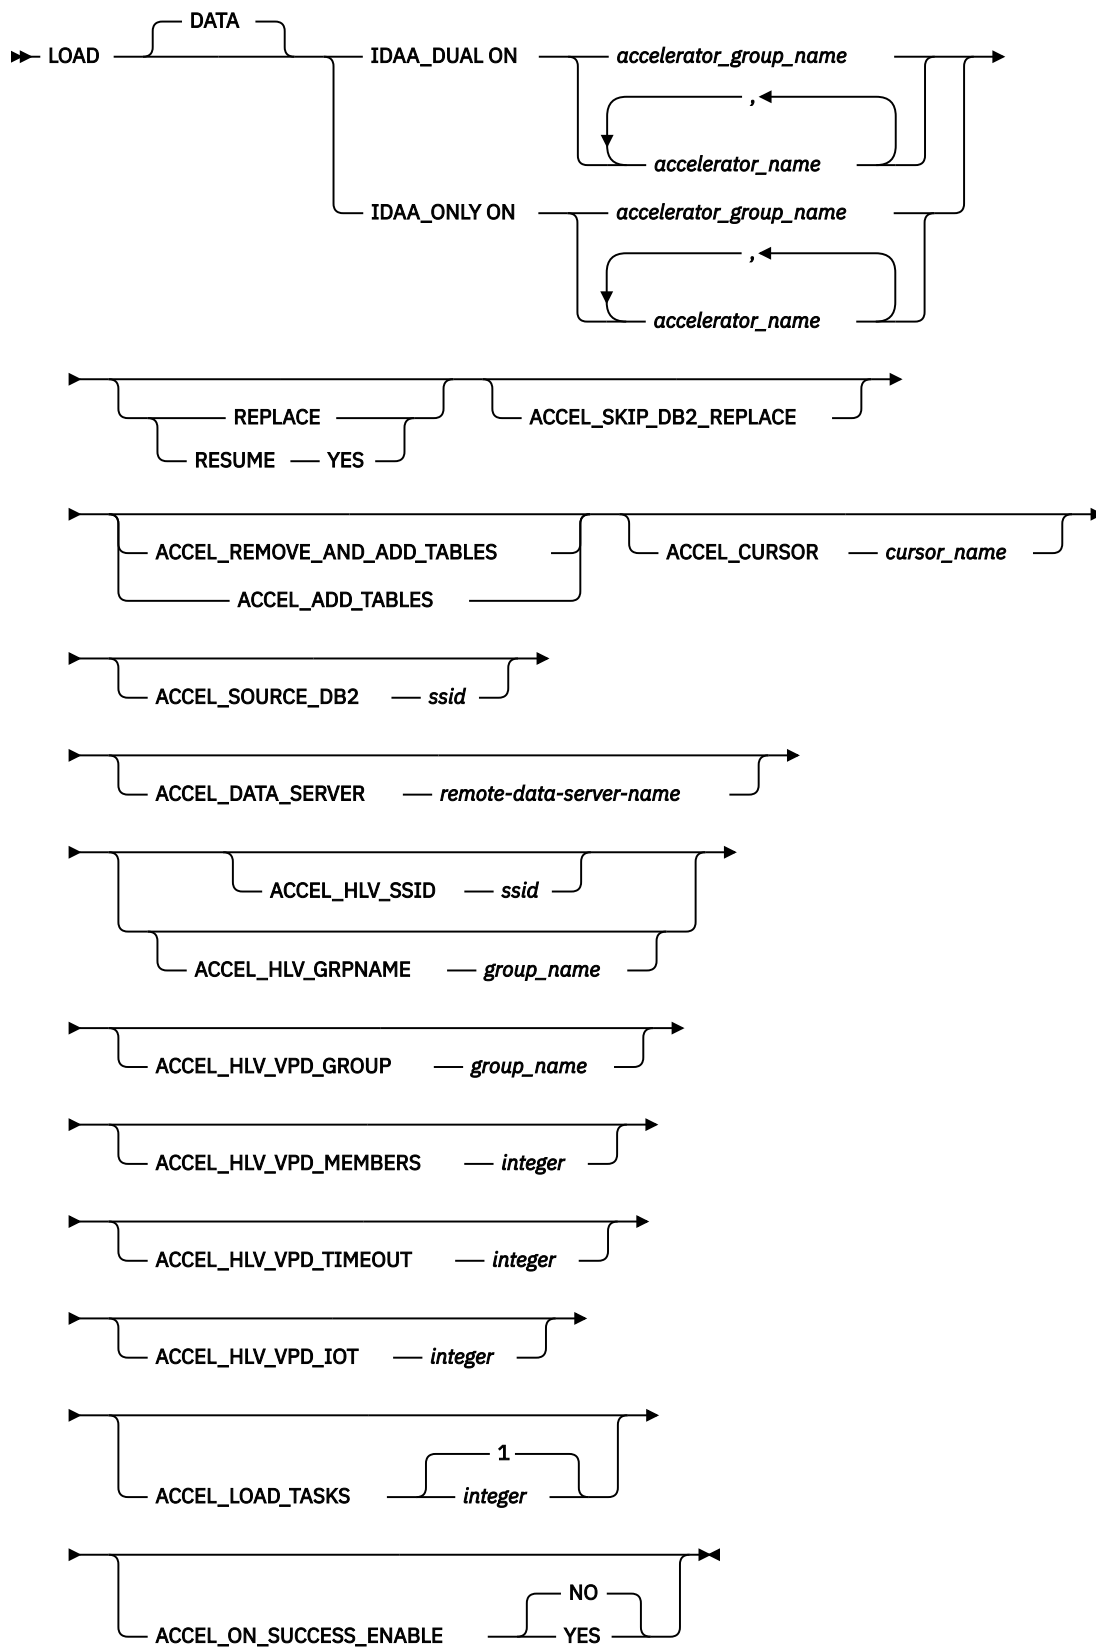 DATA
LOAD IDAA_DUAL ON accelerator_group_name
,
accelerator_name
IDAA_ONLY ON accelerator_group_name
,
accelerator_name
REPLACE ACCEL_SKIP_DB2_REPLACE
RESUME YES
ACCEL_REMOVE_AND_ADD_TABLES ACCEL_CURSOR cursor_name
ACCEL_ADD_TABLES
ACCEL_SOURCE_DB2 ssid
ACCEL_DATA_SERVER remote-data-server-name
ACCEL_HLV_SSID ssid
ACCEL_HLV_GRPNAME group_name
ACCEL_HLV_VPD_GROUP group_name
ACCEL_HLV_VPD_MEMBERS integer
ACCEL_HLV_VPD_TIMEOUT integer
ACCEL_HLV_VPD_IOT integer
1
ACCEL_LOAD_TASKS integer
NO
ACCEL_ON_SUCCESS_ENABLE YES